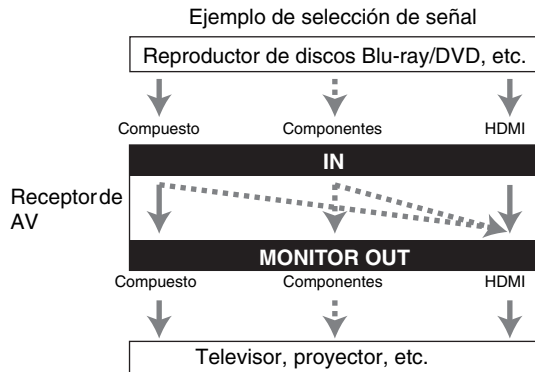 Ejemplo de selección de señal
Reproductor de discos Blu-ray/DVD, etc.
Compuesto Componentes HDMI
IN
Receptor de
AV
MONITOR OUT
Compuesto Componentes HDMI
Televisor, proyector, etc.